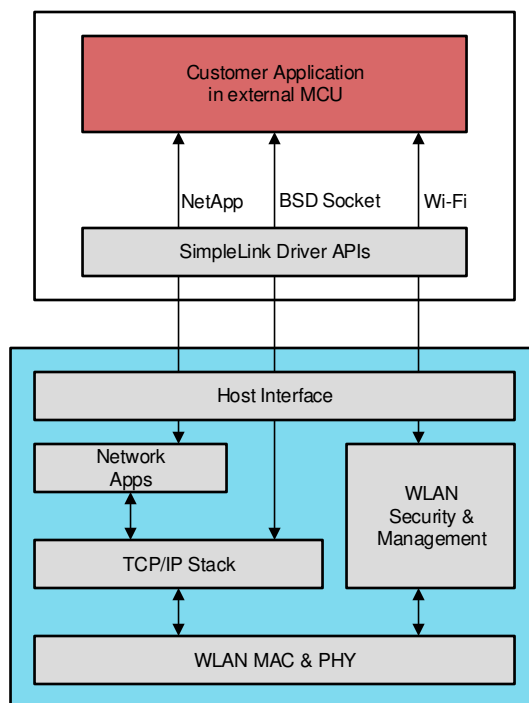 Customer Application
in external MCU
NetApp
BSD Socket
Wi-Fi
SimpleLink Driver APIs
Host Interface
Network
Apps
WLAN
Security &
Management
TCP/IP Stack
WLAN MAC & PHY